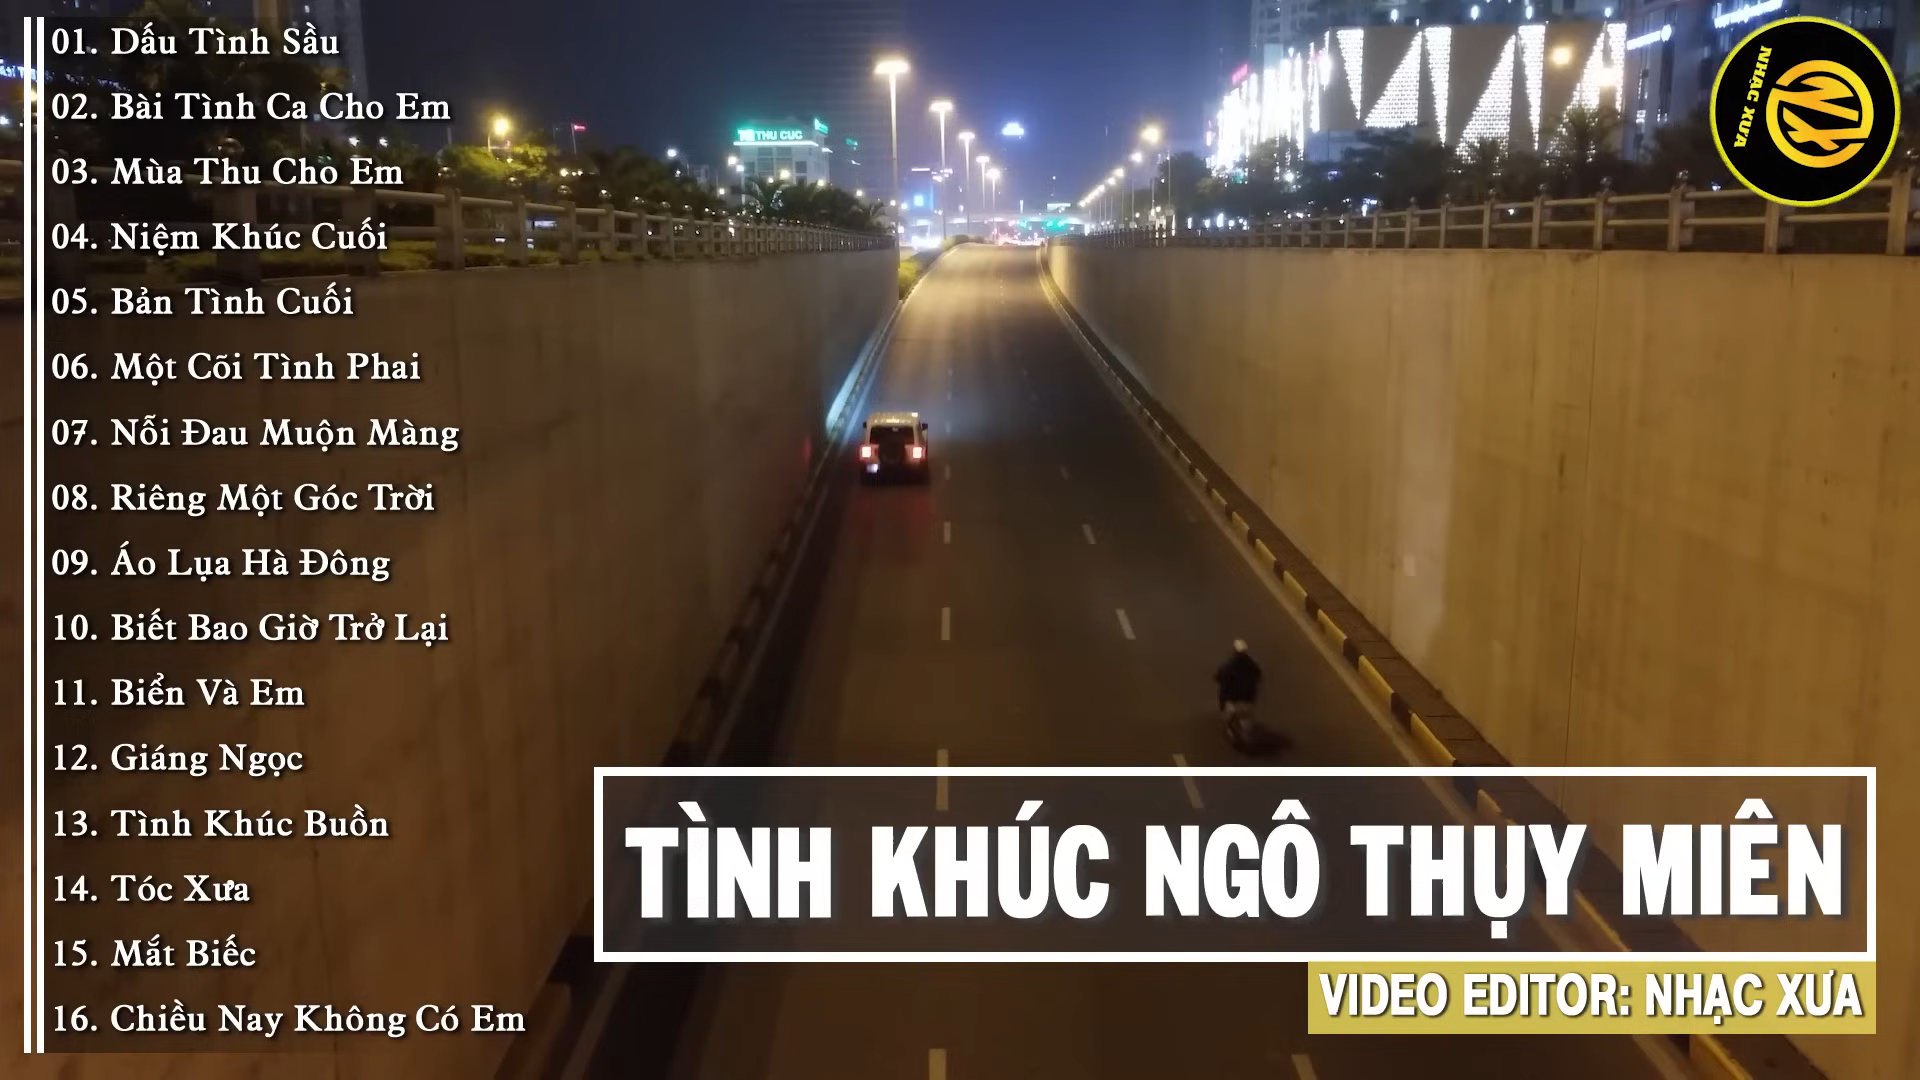 01. Dấu Tình Sầu
02. Bài Tình Ca Cho Em
03. Mùa Thu Cho Em
04. Niệm Khúc Cuối
05. Bản Tình Cuối
06. Một Cõi Tình Phai
07. Nỗi Đau Muộn Màng
08. Riêng Một Góc Trời
09. Áo Lụa Hà Đông
10. Biết Bao Giờ Trở Lại
11. Biển Và Em
12. Giáng Ngọc
13. Tình Khúc Buồn
14. Tóc Xưa
15. Mắt Biếc
16. Chiều Nay Không Có Em
THU CUC
NHẠC XƯA
NX
TÌNH KHÚC NGÔ THỤY MIÊN
VIDEO EDITOR: NHẠC XƯA